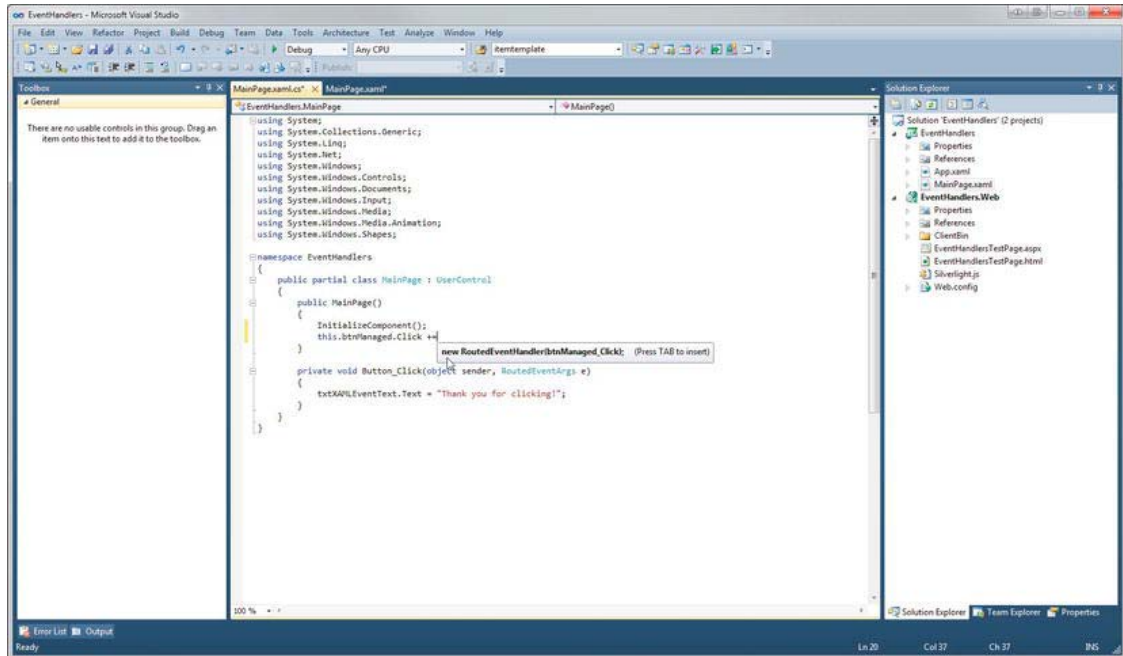 EventHandlers - Microsoft Visual Studio
File Edit View Refactor Project Build Debug Team Data Tools Architecture Test Analyze Window Help
Debug Any CPU itemtemplate
Publish:
Toolbox
General
There are no usable controls in this group. Drag an
item onto this text to add it to the toolbox.
MainPage.xaml.cs* MainPage.xaml*
EventHandlers.MainPage MainPage()
using System;
using System.Collections.Generic;
using System.Linq;
using System.Net;
using System.Windows;
using System.Windows.Controls;
using System.Windows.Documents;
using System.Windows.Input;
using System.Windows.Media;
using System.Windows.Media.Animation;
using System.Windows.Shapes;
namespace EventHandlers
{
public partial class MainPage : UserControl
{
public MainPage()
{
InitializeComponent();
this.btnManaged.Click +=
new RoutedEventHandler(btnManaged_Click); (Press TAB to insert)
}
private void Button_Click(object sender, RoutedEventArgs e)
{
txtXAMLEventText.Text = "Thank you for clicking!";
}
}
}
100 %
Solution Explorer
Solution 'EventHandlers' (2 projects)
EventHandlers
Properties
References
App.xaml
MainPage.xaml
EventHandlers.Web
Properties
References
ClientBin
EventHandlersTestPage.aspx
EventHandlersTestPage.html
Silverlight.js
Web.config
Solution Explorer Team Explorer Properties
Error List Output
Ready Ln 20 Col 37 Ch 37 INS